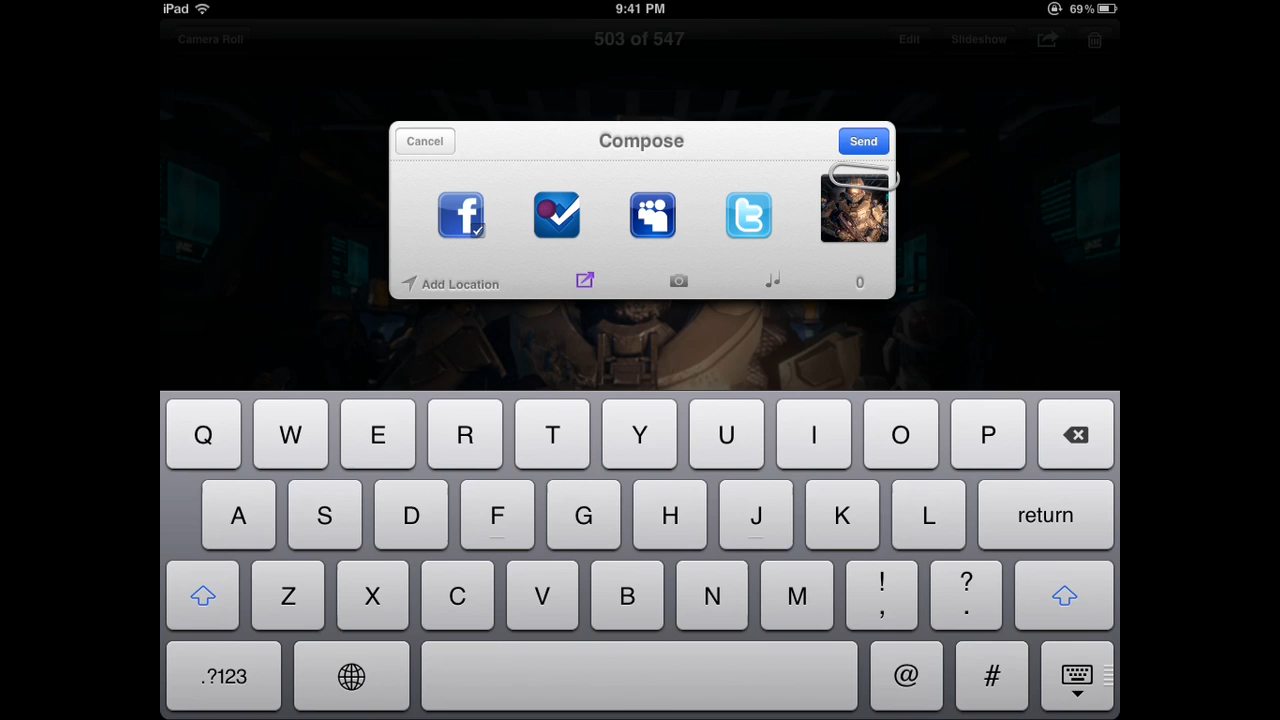 iPad 9:41 PM 69%
Camera Roll 503 of 547 Edit Slideshow
Cancel Compose Send
Add Location 0
Q W E R T Y U I O P
A S D F G H J K L return
Z X C V B N M ! , ? .
.?123 @ #